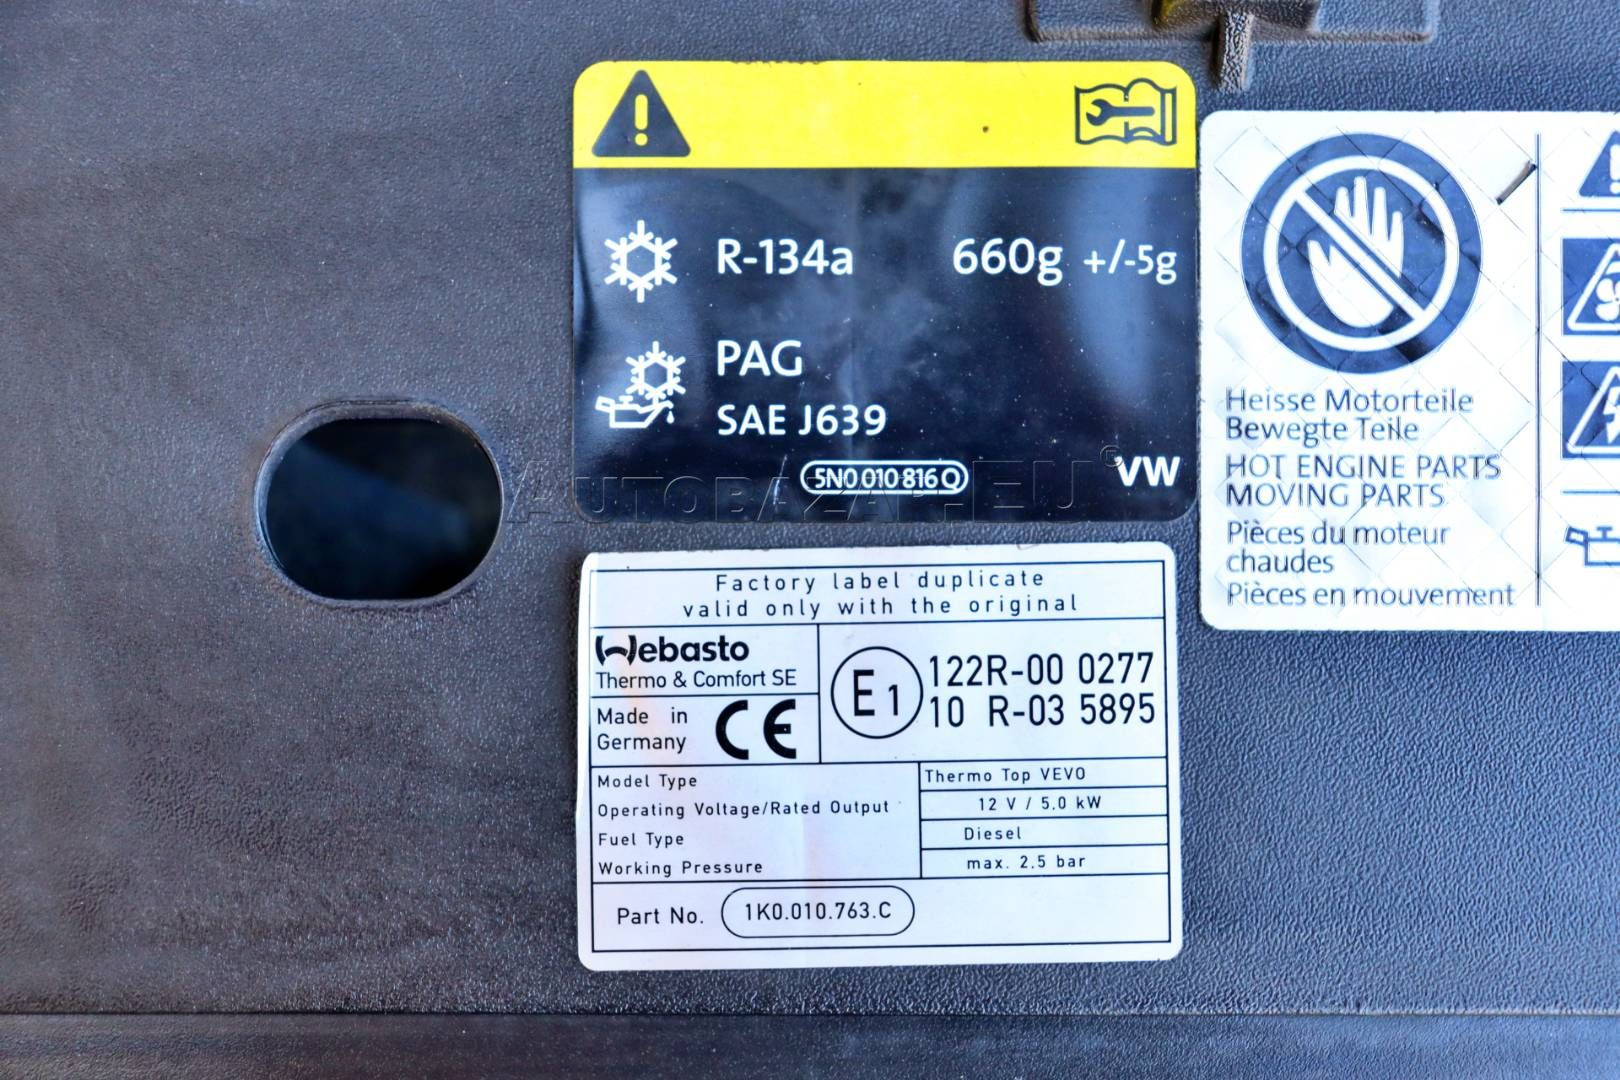 R-134a 660g +/-5g
PAG
SAE J639
5N0 010 816 Q
VW
AUTOBAZAR.EU
Heisse Motorteile
Bewegte Teile
HOT ENGINE PARTS
MOVING PARTS
Pièces du moteur
chaudes
Pièces en mouvement
Factory label duplicate
valid only with the original
Webasto
Thermo & Comfort SE
Made in
Germany
CE
E1
122R-00 0277
10 R-03 5895
Model Type Thermo Top VEVO
Operating Voltage/Rated Output 12 V / 5.0 kW
Fuel Type Diesel
Working Pressure max. 2.5 bar
Part No. 1K0.010.763.C